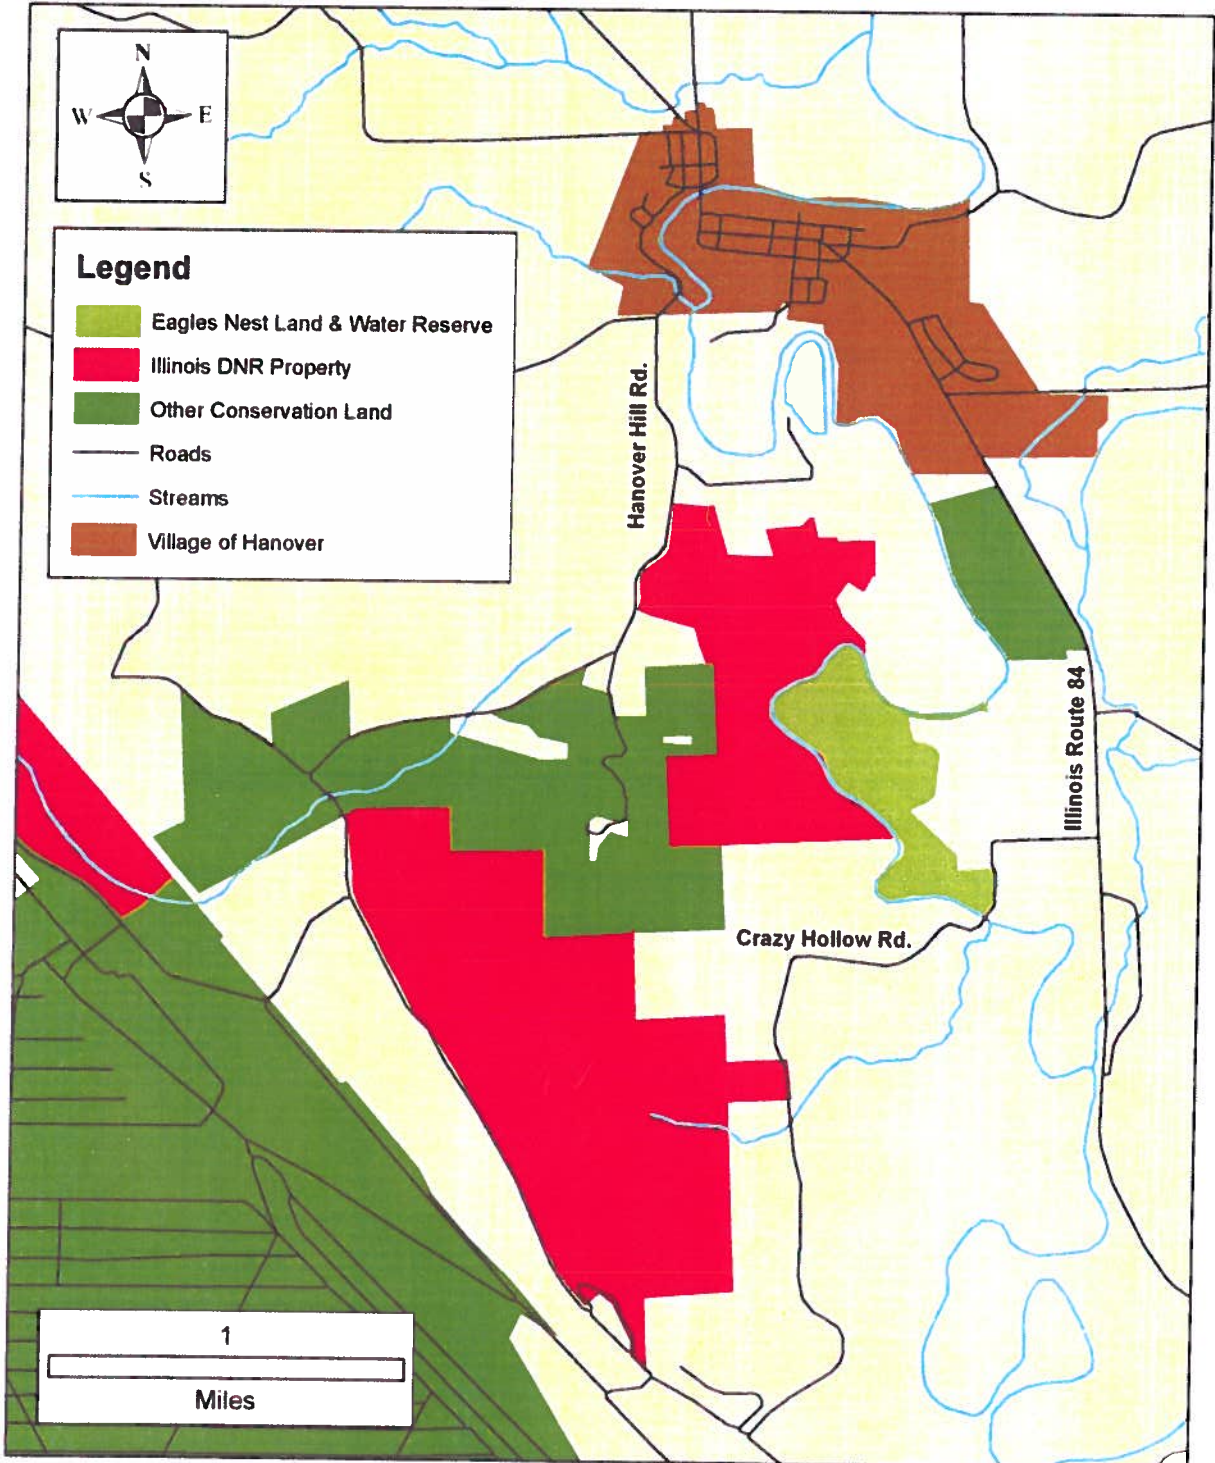 N
W E
S
Legend
Eagles Nest Land & Water Reserve
Illinois DNR Property
Other Conservation Land
Roads
Streams
Village of Hanover
Hanover Hill Rd.
Illinois Route 84
Crazy Hollow Rd.
1
Miles